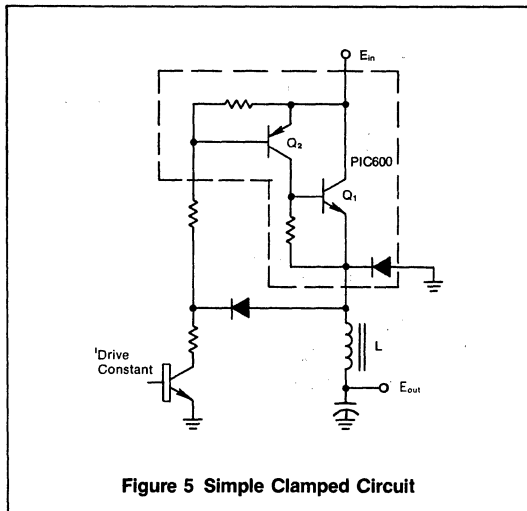 Ein
Q2
PIC600
Q1
IDrive
Constant
L
Eout
Figure 5 Simple Clamped Circuit